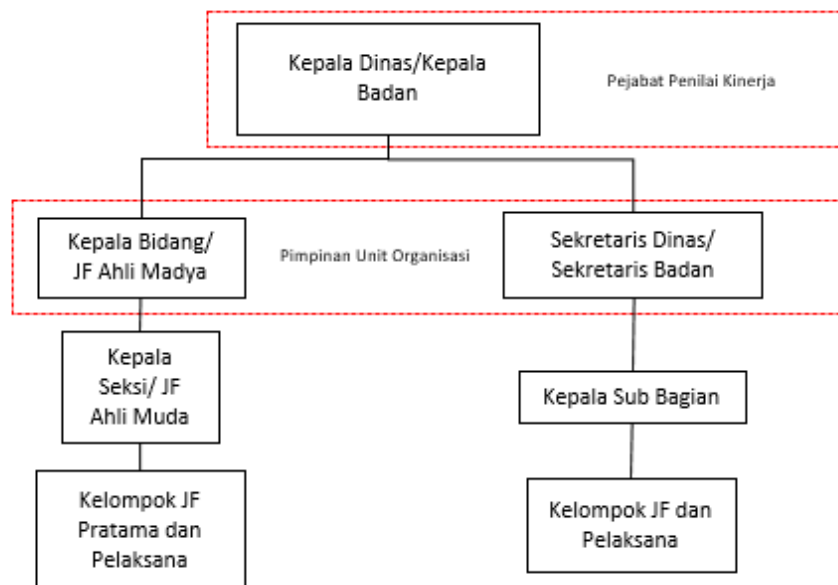 Kepala Dinas/Kepala
Badan
Pejabat Penilai Kinerja
Kepala Bidang/
JF Ahli Madya
Pimpinan Unit Organisasi
Sekretaris Dinas/
Sekretaris Badan
Kepala
Seksi/ JF
Ahli Muda
Kepala Sub Bagian
Kelompok JF
Pratama dan
Pelaksana
Kelompok JF dan
Pelaksana